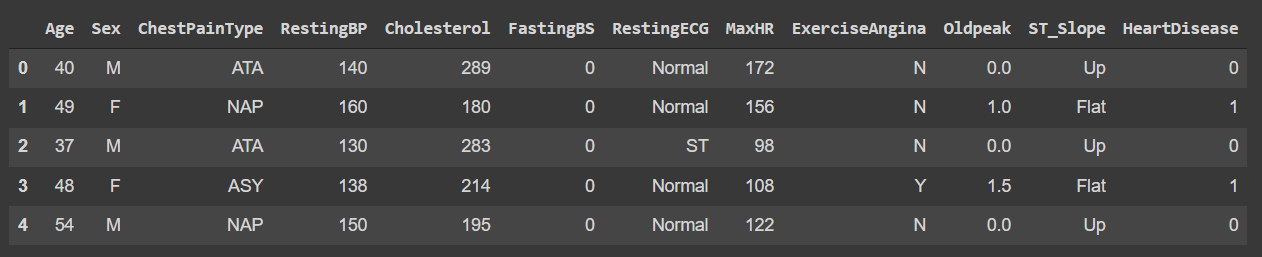 Age Sex ChestPainType RestingBP Cholesterol FastingBS RestingECG MaxHR ExerciseAngina Oldpeak ST_Slope HeartDisease
0 40 M ATA 140 289 0 Normal 172 N 0.0 Up 0
1 49 F NAP 160 180 0 Normal 156 N 1.0 Flat 1
2 37 M ATA 130 283 0 ST 98 N 0.0 Up 0
3 48 F ASY 138 214 0 Normal 108 Y 1.5 Flat 1
4 54 M NAP 150 195 0 Normal 122 N 0.0 Up 0